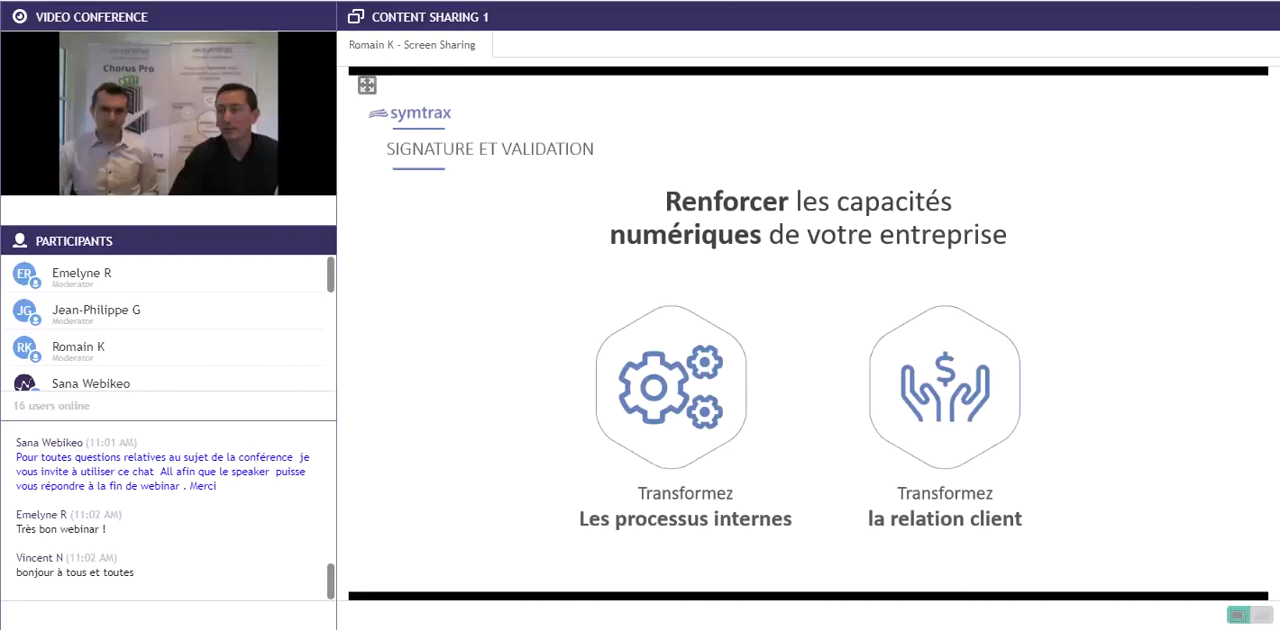 VIDEO CONFERENCE
symtrax
symtrax
Chorus Pro
PARTICIPANTS
ER
Emelyne R
Moderator
JG
Jean-Philippe G
Moderator
RK
Romain K
Moderator
Sana Webikeo
16 users online
Sana Webikeo (11:01 AM)
Pour toutes questions relatives au sujet de la conférence je
vous invite à utiliser ce chat All afin que le speaker puisse
vous répondre à la fin de webinar . Merci
Emelyne R (11:02 AM)
Très bon webinar !
Vincent N (11:02 AM)
bonjour à tous et toutes
CONTENT SHARING 1
Romain K - Screen Sharing
symtrax
SIGNATURE ET VALIDATION
Renforcer les capacités
numériques de votre entreprise
$
Transformez
Les processus internes
Transformez
la relation client